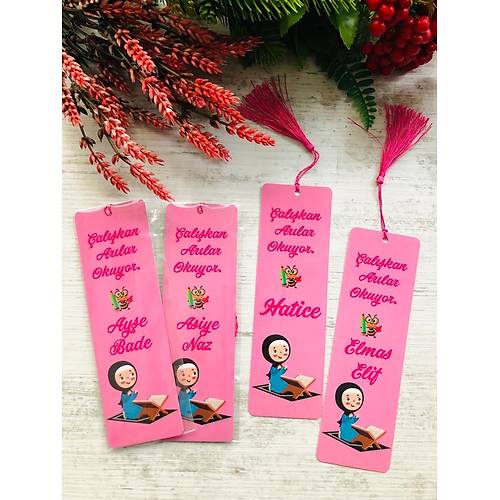 Çalışkan
Arılar
Okuyor.
Ayşe
Bade
Çalışkan
Arılar
Okuyor.
Asiye
Naz
Çalışkan
Arılar
Okuyor.
Hatice
Çalışkan
Arılar
Okuyor.
Elmas
Elif